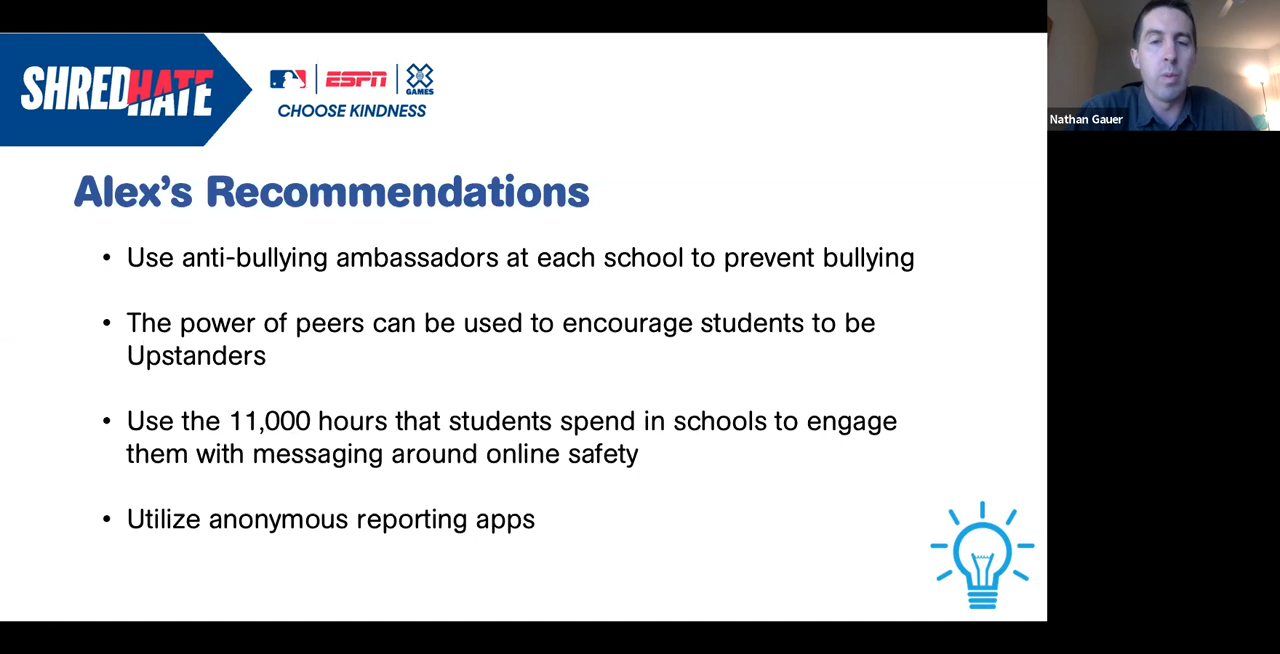 SHREDHATE
ESPN
X GAMES
CHOOSE KINDNESS
Nathan Gauer
Alex's Recommendations
• Use anti-bullying ambassadors at each school to prevent bullying
• The power of peers can be used to encourage students to be
Upstanders
• Use the 11,000 hours that students spend in schools to engage
them with messaging around online safety
• Utilize anonymous reporting apps